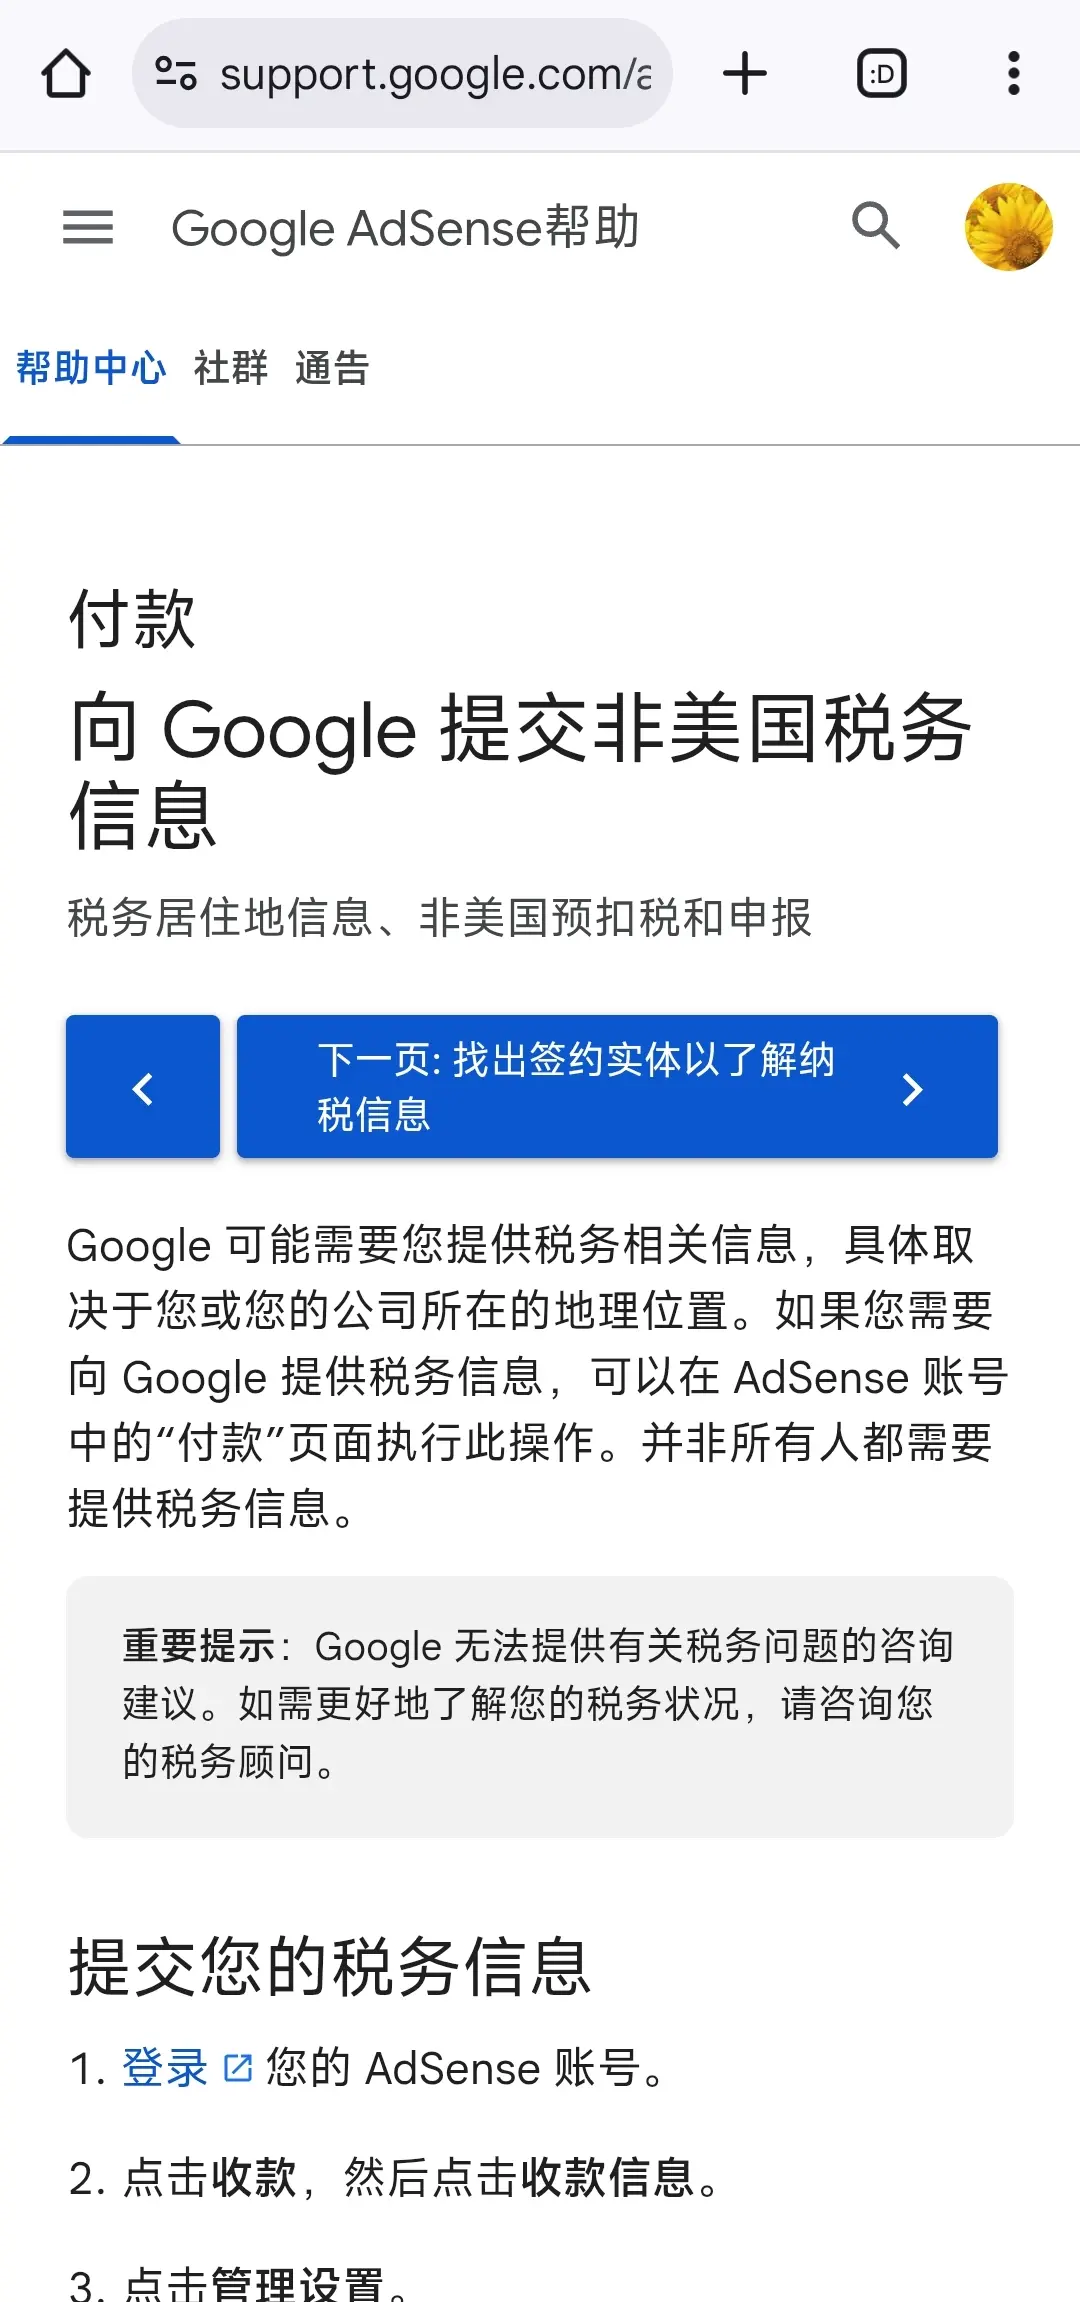 support.google.com/a
:D
Google AdSense帮助
帮助中心 社群 通告
付款
向 Google 提交非美国税务
信息
税务居住地信息、非美国预扣税和申报
下一页: 找出签约实体以了解纳
税信息
Google 可能需要您提供税务相关信息，具体取
决于您或您的公司所在的地理位置。如果您需要
向 Google 提供税务信息，可以在 AdSense 账号
中的“付款”页面执行此操作。并非所有人都需要
提供税务信息。
重要提示：Google 无法提供有关税务问题的咨询
建议。如需更好地了解您的税务状况，请咨询您
的税务顾问。
提交您的税务信息
1. 登录 您的 AdSense 账号。
2. 点击收款，然后点击收款信息。
3. 点击管理设置。